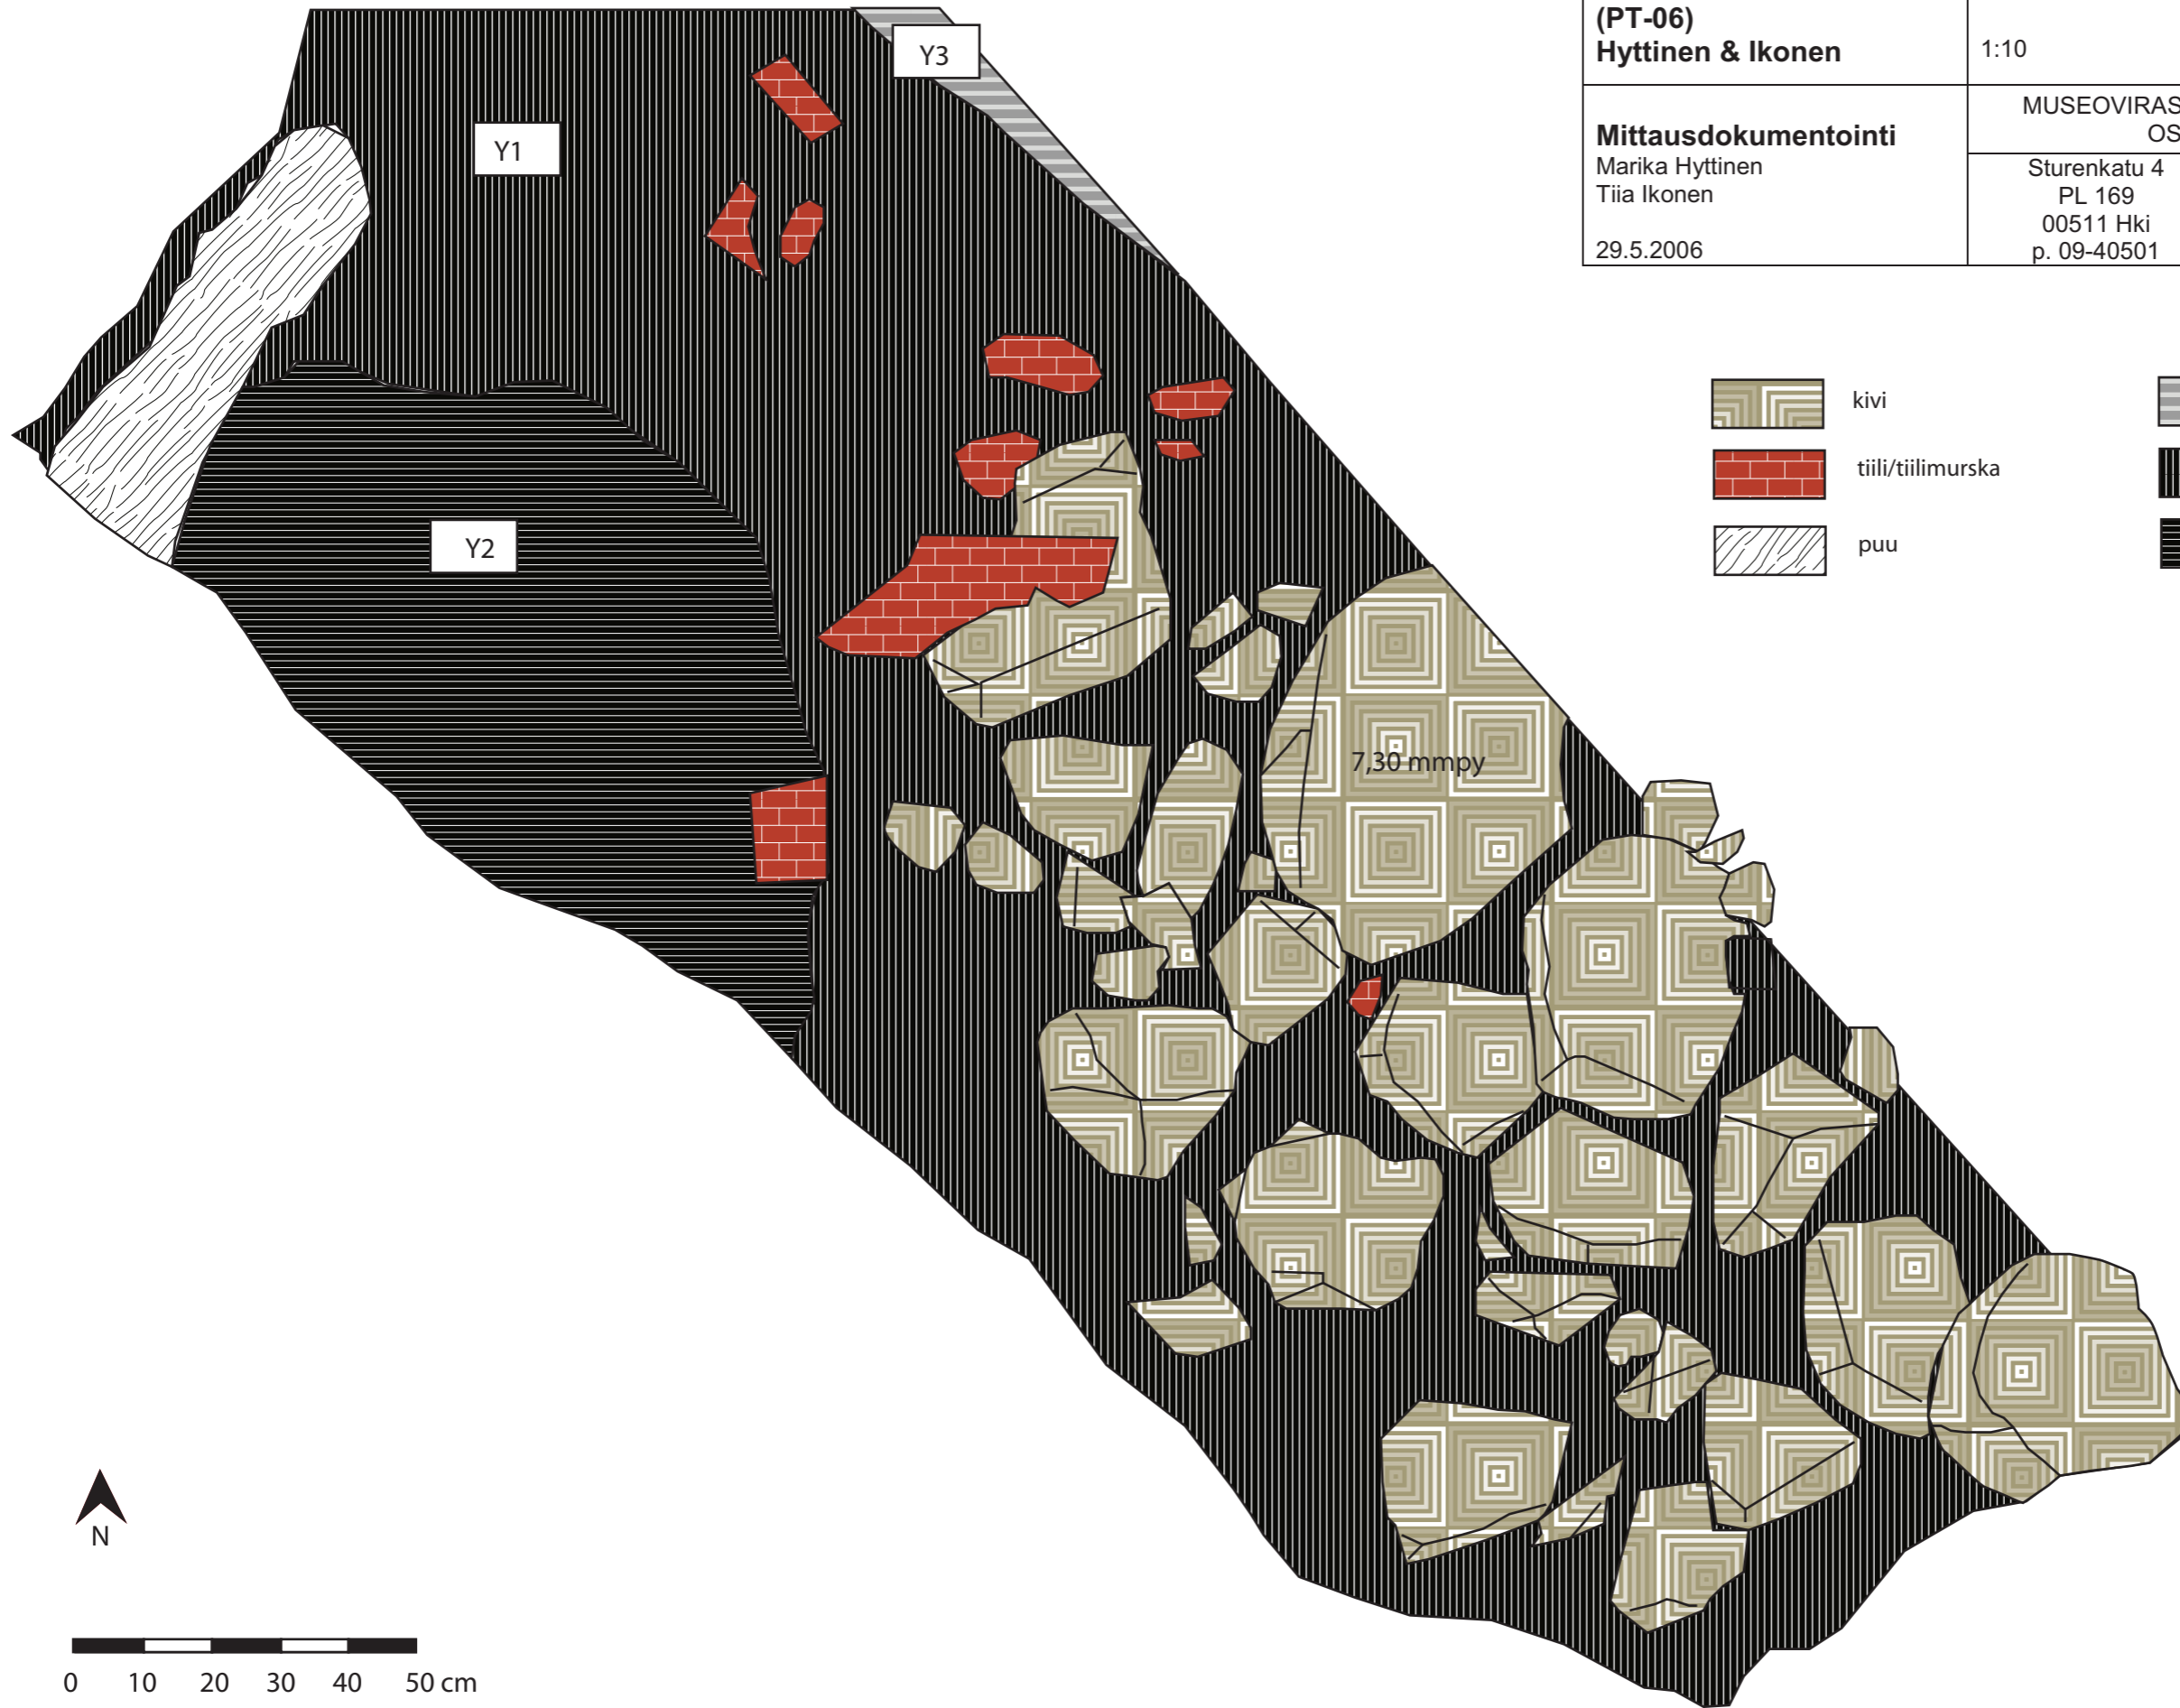 (PT-06)
Hyttinen & Ikonen
1:10
Mittausdokumentointi
Marika Hyttinen
Tiia Ikonen
29.5.2006
MUSEOVIRAS
OS
Sturenkatu 4
PL 169
00511 Hki
p. 09-40501
Y3
Y1
Y2
kivi
tiili/tiilimurska
puu
7,30 mmpy
N
0 10 20 30 40 50 cm